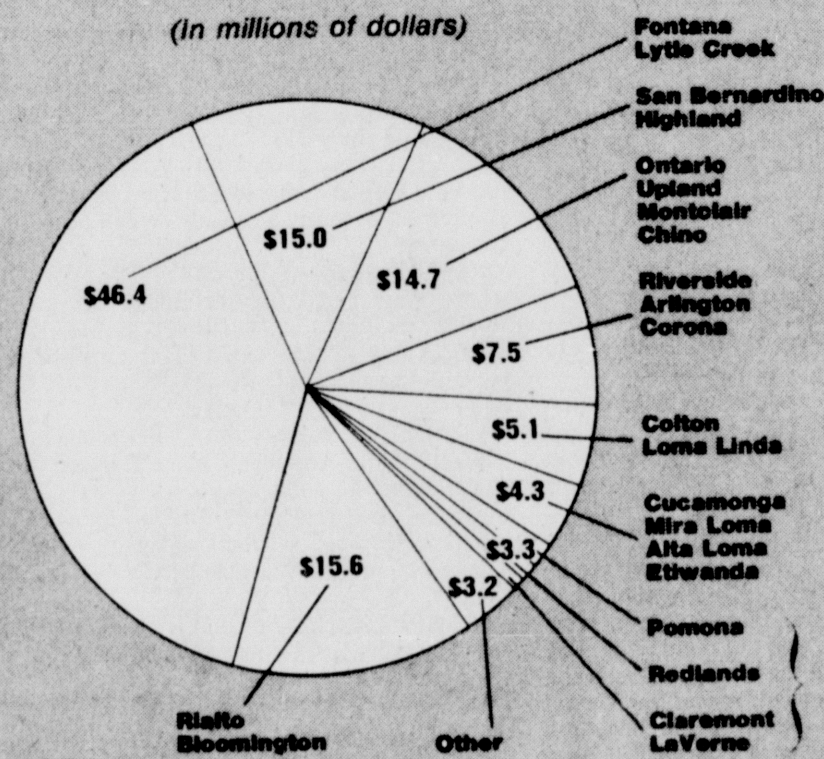 (In millions of dollars)
Fontana
Lytle Creek
San Bernardino
Highland
Ontario
Upland
Montclair
Chino
Riverside
Arlington
Corona
Colton
Loma Linda
Cucamonga
Mira Loma
Alta Loma
Etiwanda
Pomona
Redlands
Claremont
LaVerne
Other
Rialto
Bloomington
$46.4
$15.0
$14.7
$7.5
$5.1
$4.3
$3.3
$3.2
$15.6